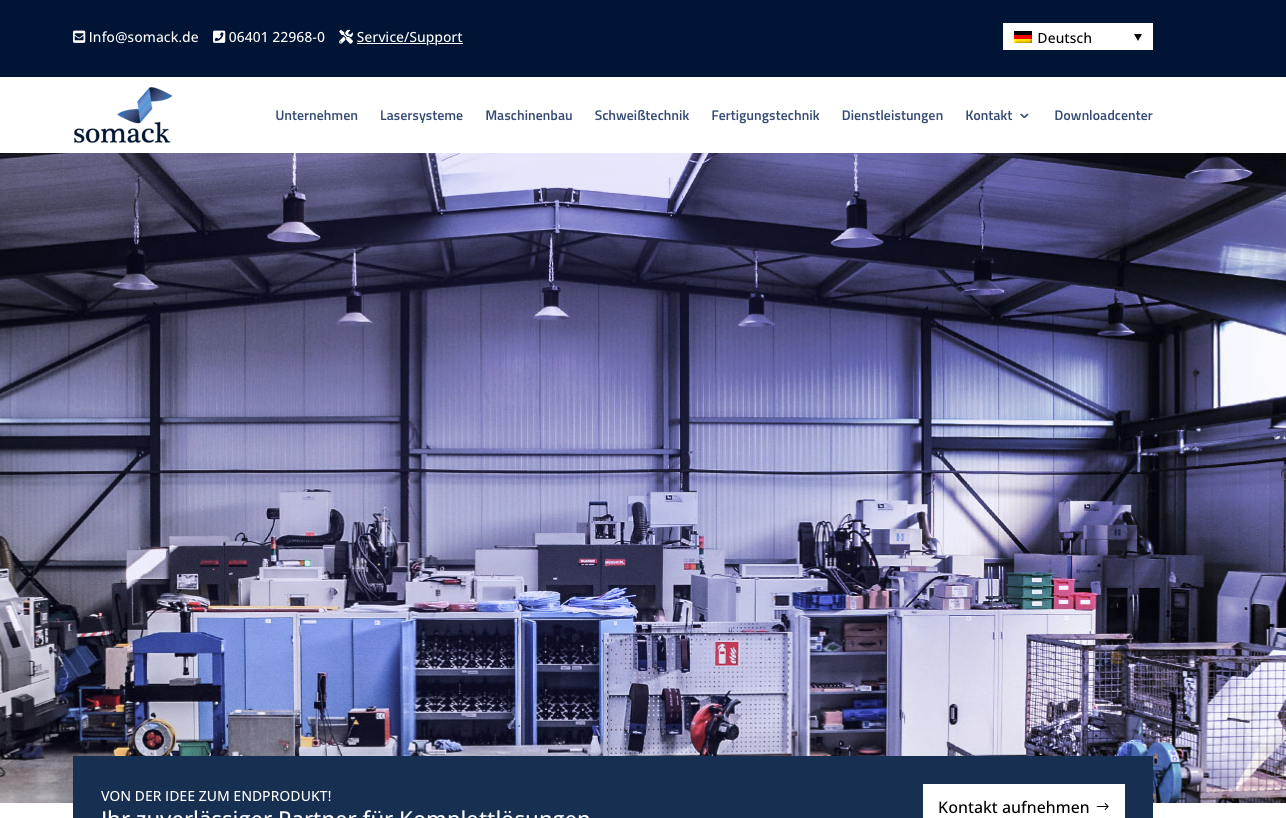 Info@somack.de 06401 22968-0 Service/Support
Deutsch
somack
Unternehmen Lasersysteme Maschinenbau Schweißtechnik Fertigungstechnik Dienstleistungen Kontakt Downloadcenter
VON DER IDEE ZUM ENDPRODUKT!
Ihr zuverlässiger Partner für Komplettlösungen
Kontakt aufnehmen